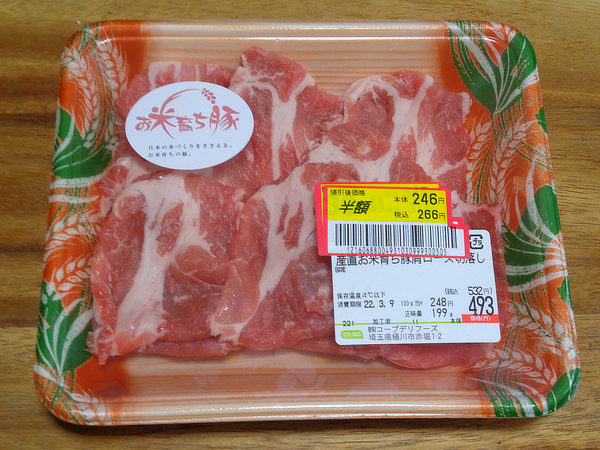 お米育ち豚
日本の米づくりをささえる、
お米育ちの豚。
値引後価格
半額
本体 246円
税込 266円
1216068800493103099930050
産直お米育ち豚肩ロース切落し
国産
保存温度4℃以下
消費期限 22. 3. 9
100g当り 248円
正味量 199g
(税込 532円)
本体 493
価格(円)
221
加工者
CO・OP
㈱コープデリフーズ
埼玉県桶川市赤堀1-2